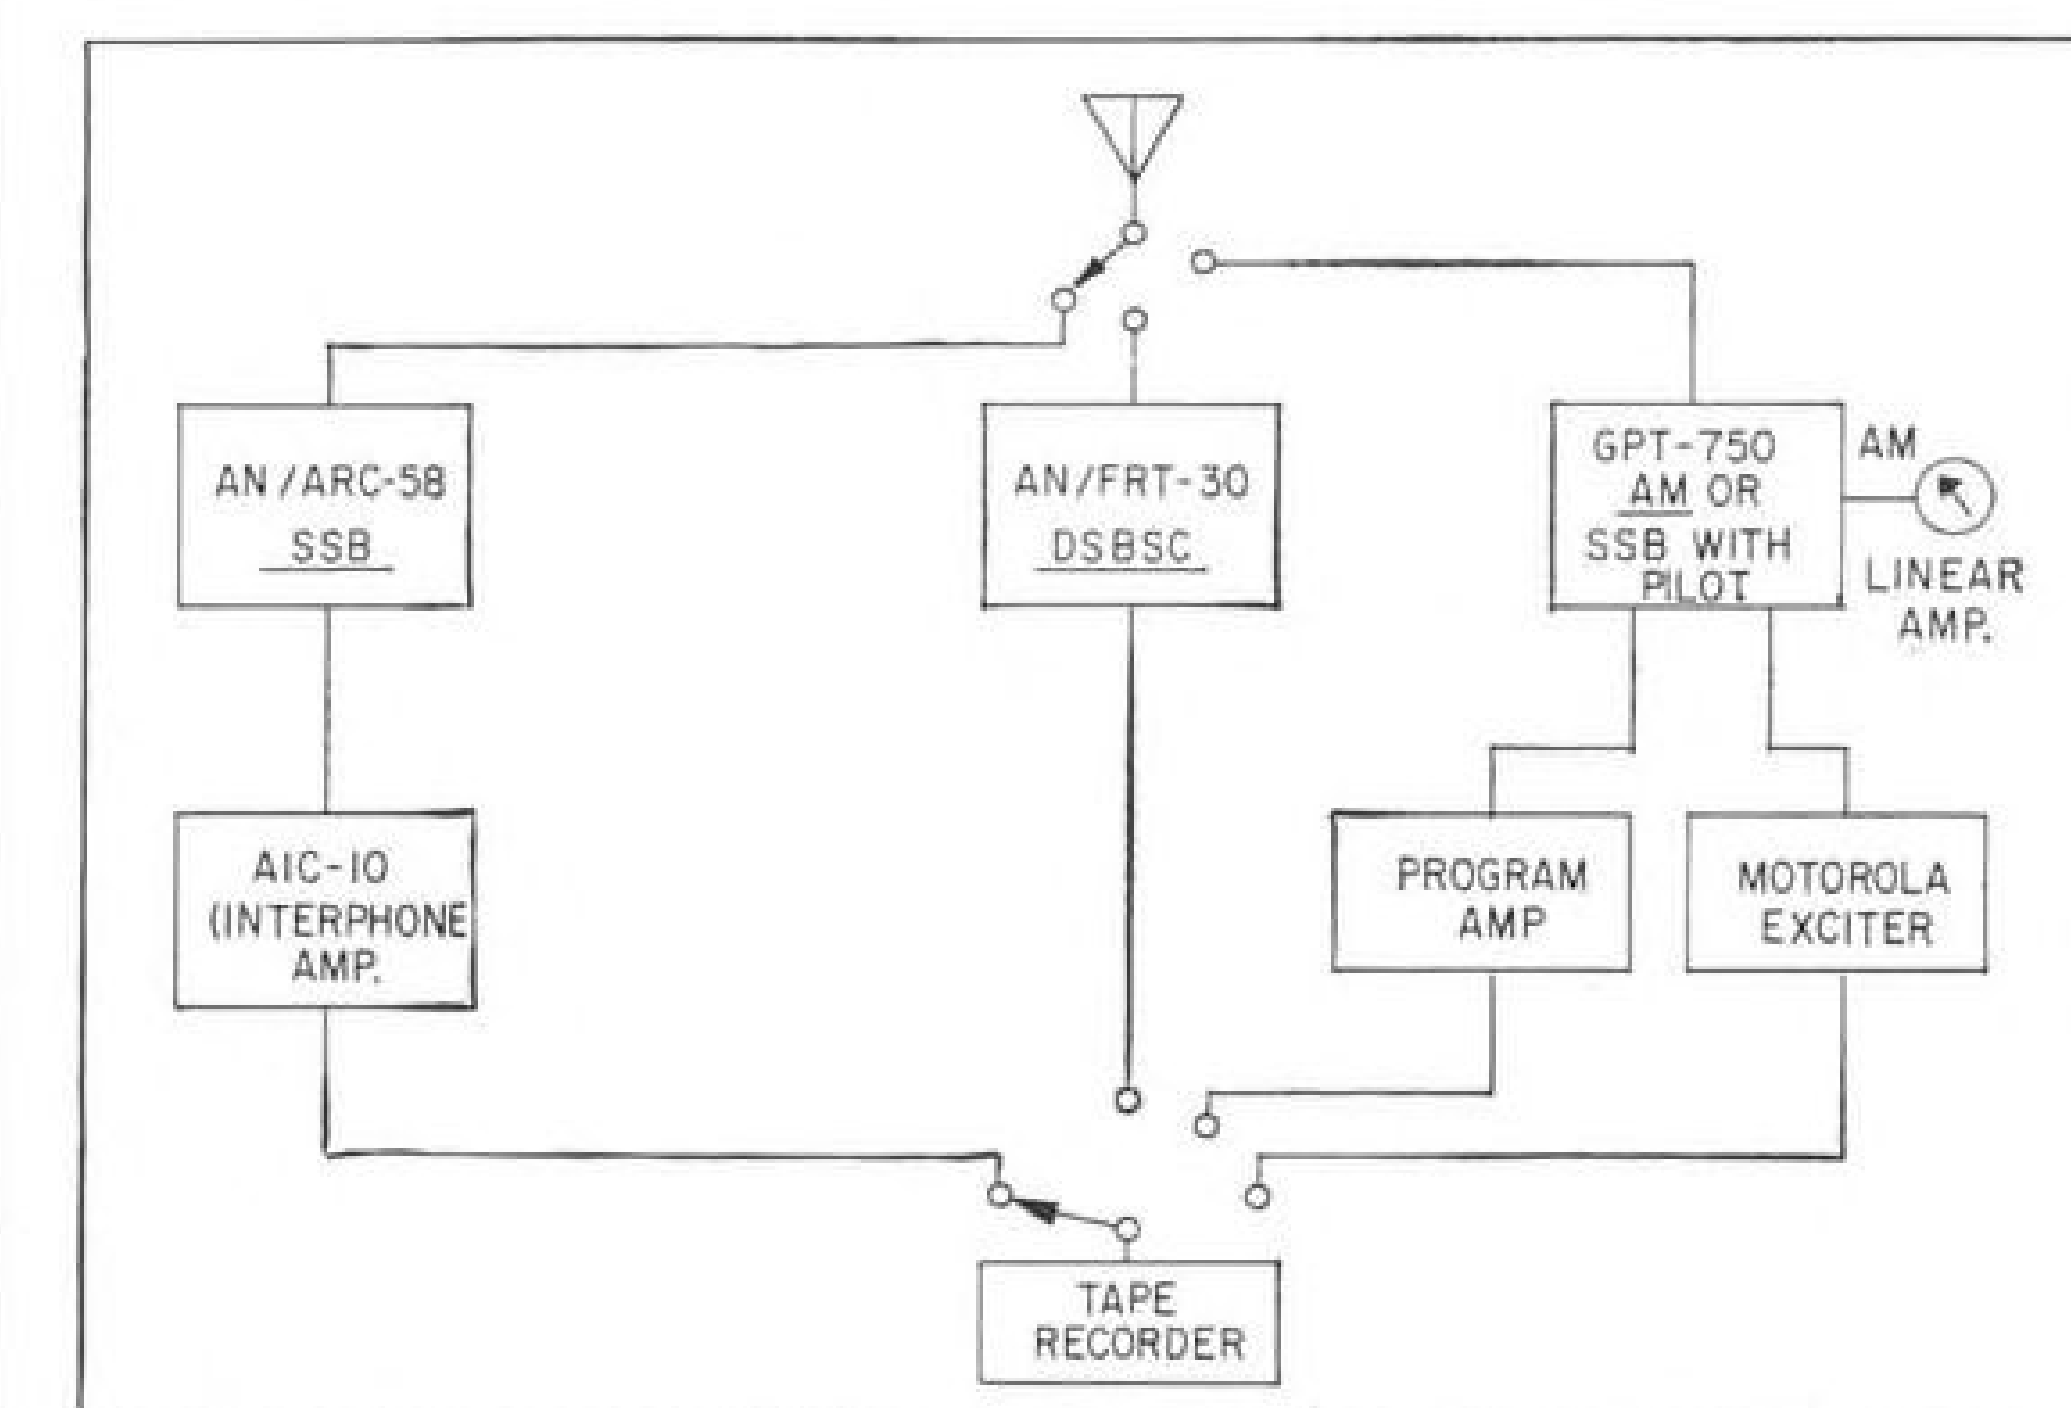 AN/ARC-58
SSB
AN/FRT-30
DSBSC
GPT-750
AM OR
SSB WITH
PILOT
AM
LINEAR
AMP.
AIC-10
(INTERPHONE
AMP.
PROGRAM
AMP
MOTOROLA
EXCITER
TAPE
RECORDER